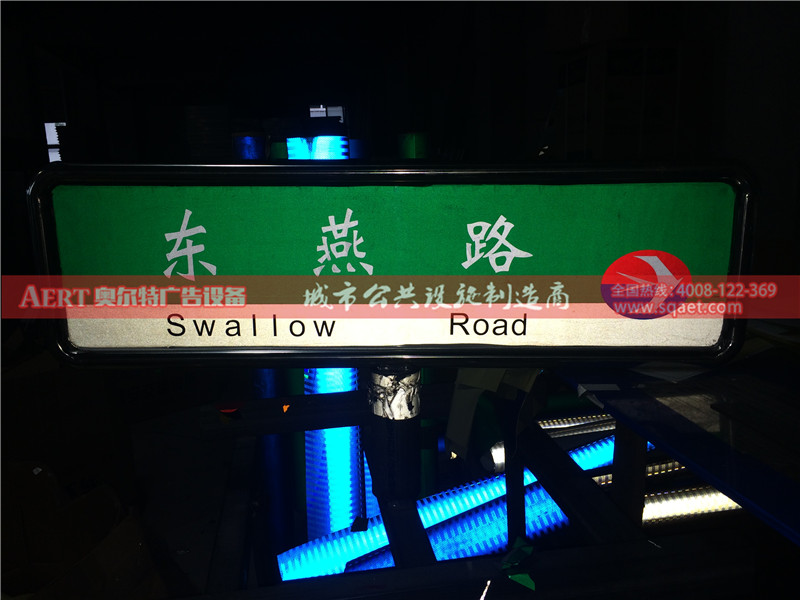 东燕路
AERT奥尔特广告设备 城市公共设施制造商 全国热线:4008-122-369
www.sqaet.com
Swallow Road